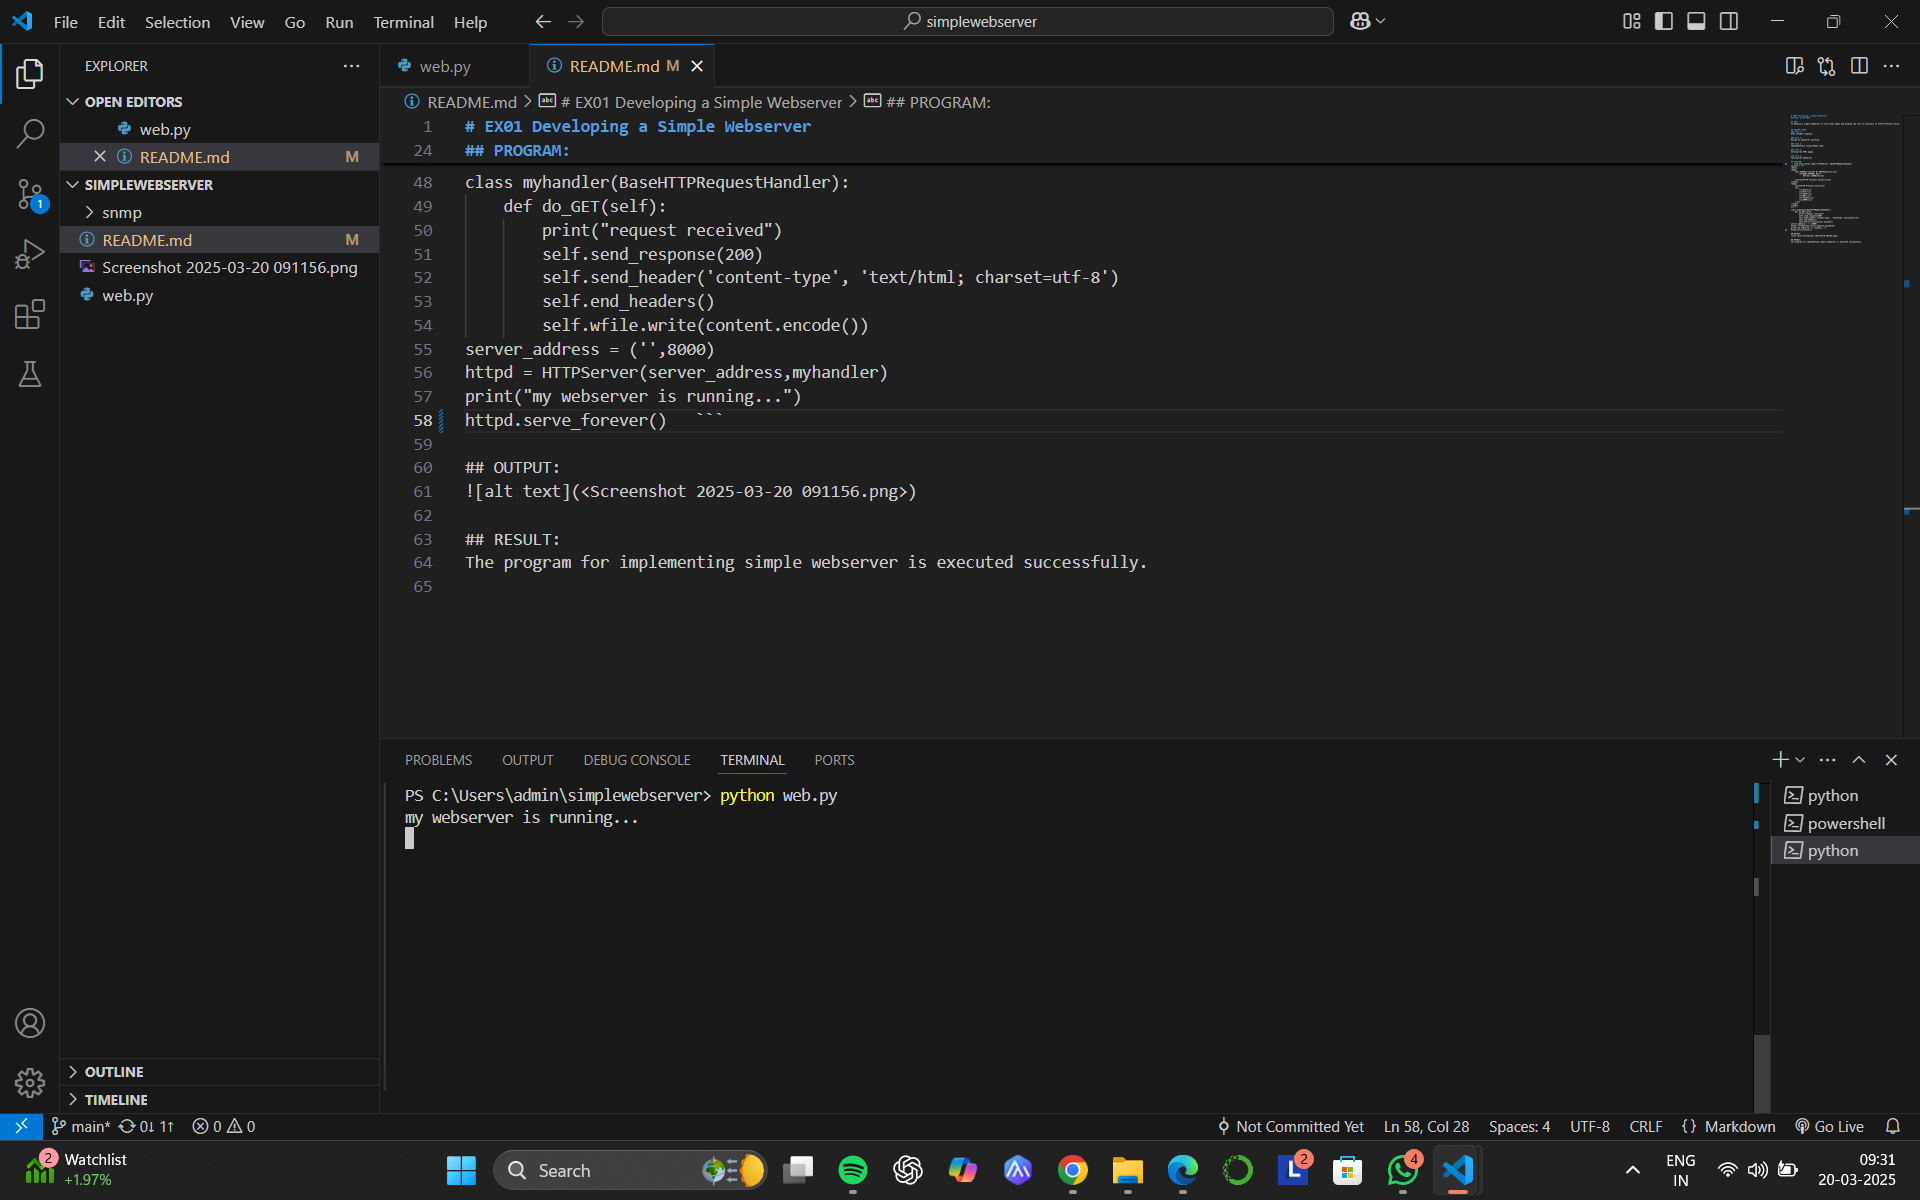 File Edit Selection View Go Run Terminal Help
simplewebserver
EXPLORER
OPEN EDITORS
web.py
README.md M
SIMPLEWEBSERVER
snmp
README.md M
Screenshot 2025-03-20 091156.png
web.py
OUTLINE
TIMELINE
web.py
README.md M
README.md > # EX01 Developing a Simple Webserver > ## PROGRAM:
1 # EX01 Developing a Simple Webserver
24 ## PROGRAM:
48 class myhandler(BaseHTTPRequestHandler):
49 def do_GET(self):
50 print("request received")
51 self.send_response(200)
52 self.send_header('content-type', 'text/html; charset=utf-8')
53 self.end_headers()
54 self.wfile.write(content.encode())
55 server_address = ('',8000)
56 httpd = HTTPServer(server_address,myhandler)
57 print("my webserver is running...")
58 httpd.serve_forever() ```
59
60 ## OUTPUT:
61 ![alt text](<Screenshot 2025-03-20 091156.png>)
62
63 ## RESULT:
64 The program for implementing simple webserver is executed successfully.
65
PROBLEMS OUTPUT DEBUG CONSOLE TERMINAL PORTS
PS C:\Users\admin\simplewebserver> python web.py
my webserver is running...
python
powershell
python
1
main* 0↓ 1↑ 0 0
Not Committed Yet Ln 58, Col 28 Spaces: 4 UTF-8 CRLF {} Markdown Go Live
2
Watchlist
+1.97%
Search
L 2
4
ENG
IN
09:31
20-03-2025